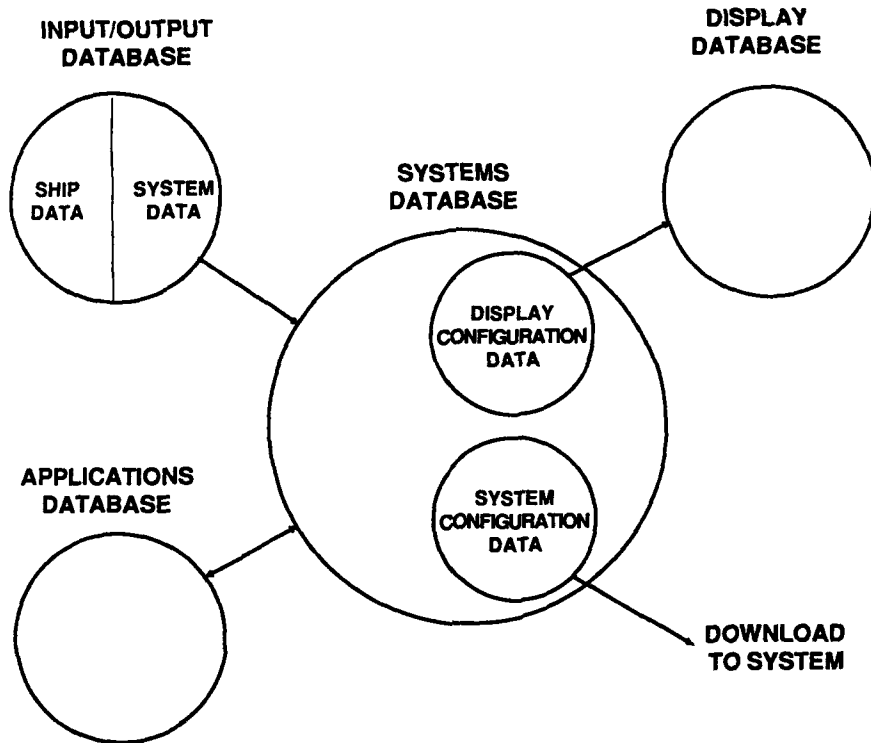 INPUT/OUTPUT
DATABASE
SHIP
DATA
SYSTEM
DATA
DISPLAY
DATABASE
SYSTEMS
DATABASE
DISPLAY
CONFIGURATION
DATA
APPLICATIONS
DATABASE
SYSTEM
CONFIGURATION
DATA
DOWNLOAD
TO SYSTEM